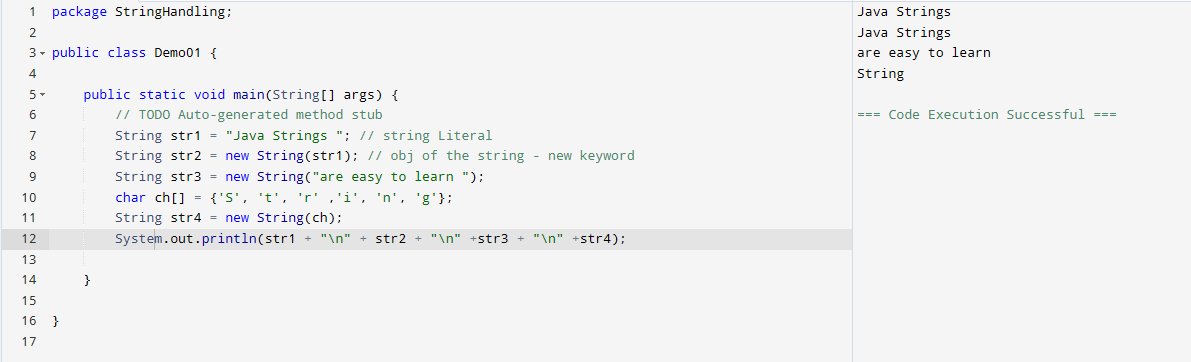 1 package StringHandling;
2
3 public class Demo01 {
4
5     public static void main(String[] args) {
6         // TODO Auto-generated method stub
7         String str1 = "Java Strings "; // string Literal
8         String str2 = new String(str1); // obj of the string - new keyword
9         String str3 = new String("are easy to learn ");
10         char ch[] = {'S', 't', 'r' ,'i', 'n', 'g'};
11         String str4 = new String(ch);
12         System.out.println(str1 + "\n" + str2 + "\n" +str3 + "\n" +str4);
13
14     }
15
16 }
17
Java Strings
Java Strings
are easy to learn
String
=== Code Execution Successful ===